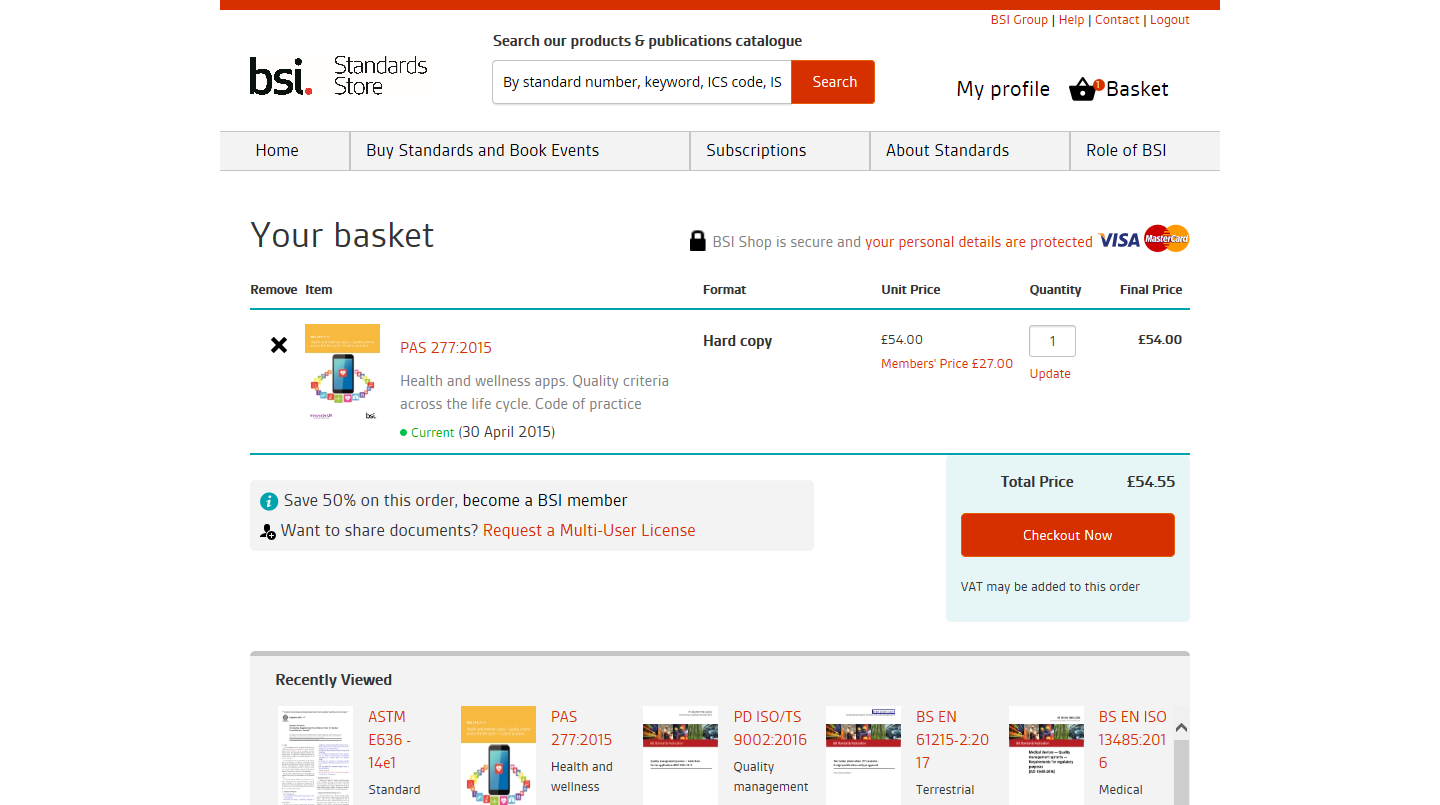 BSI Group | Help | Contact | Logout
Search our products & publications catalogue
bsi. Standards Store
By standard number, keyword, ICS code, IS
Search
My profile
1
Basket
Home
Buy Standards and Book Events
Subscriptions
About Standards
Role of BSI
Your basket
BSI Shop is secure and your personal details are protected
VISA
MasterCard
Remove Item Format Unit Price Quantity Final Price
PAS 277:2015
Health and wellness apps. Quality criteria
across the life cycle. Code of practice
Current (30 April 2015)
bsi.
Hard copy
£54.00
Members' Price £27.00
1
Update
£54.00
Total Price £54.55
Checkout Now
VAT may be added to this order
Save 50% on this order, become a BSI member
Want to share documents? Request a Multi-User License
Recently Viewed
ASTM
E636 -
14e1
Standard
PAS
277:2015
Health and
wellness
PD ISO/TS
9002:2016
Quality
management
BS EN
61215-2:20
17
Terrestrial
BS EN ISO
13485:201
6
Medical